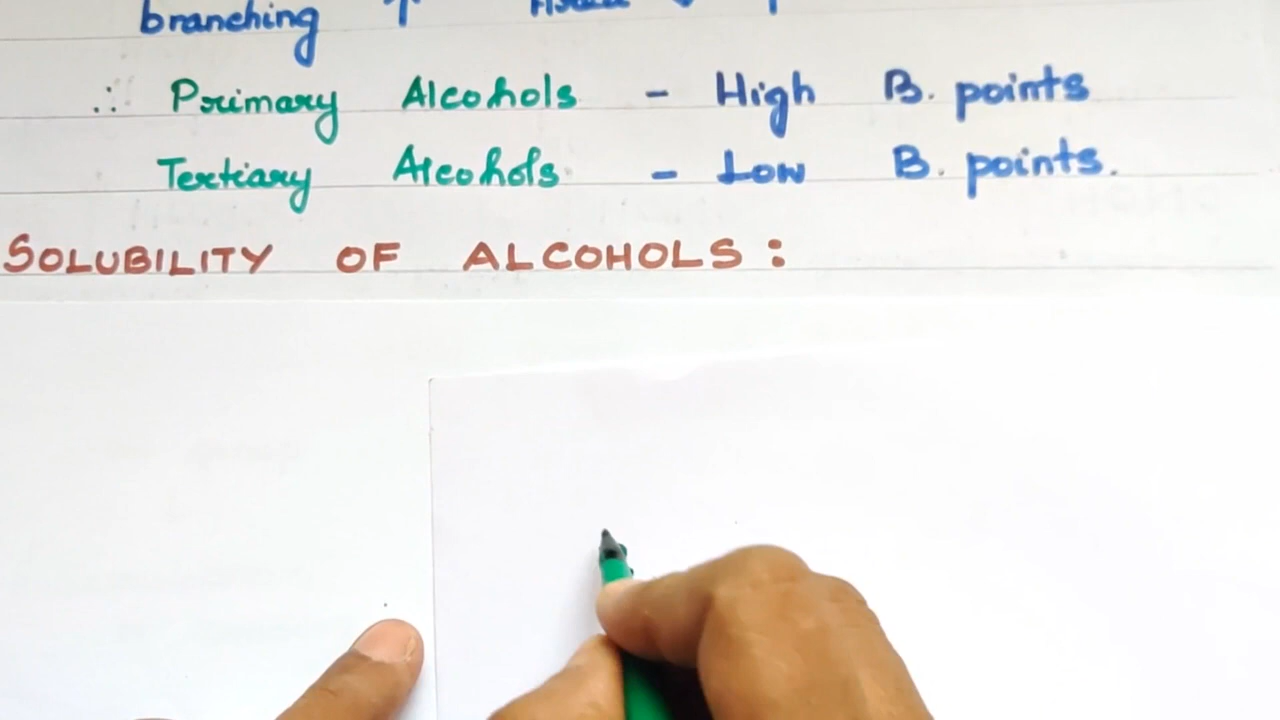 branching ↑
∴ Primary Alcohols - High B. points
Tertiary Alcohols - Low B. points.
SOLUBILITY OF ALCOHOLS :